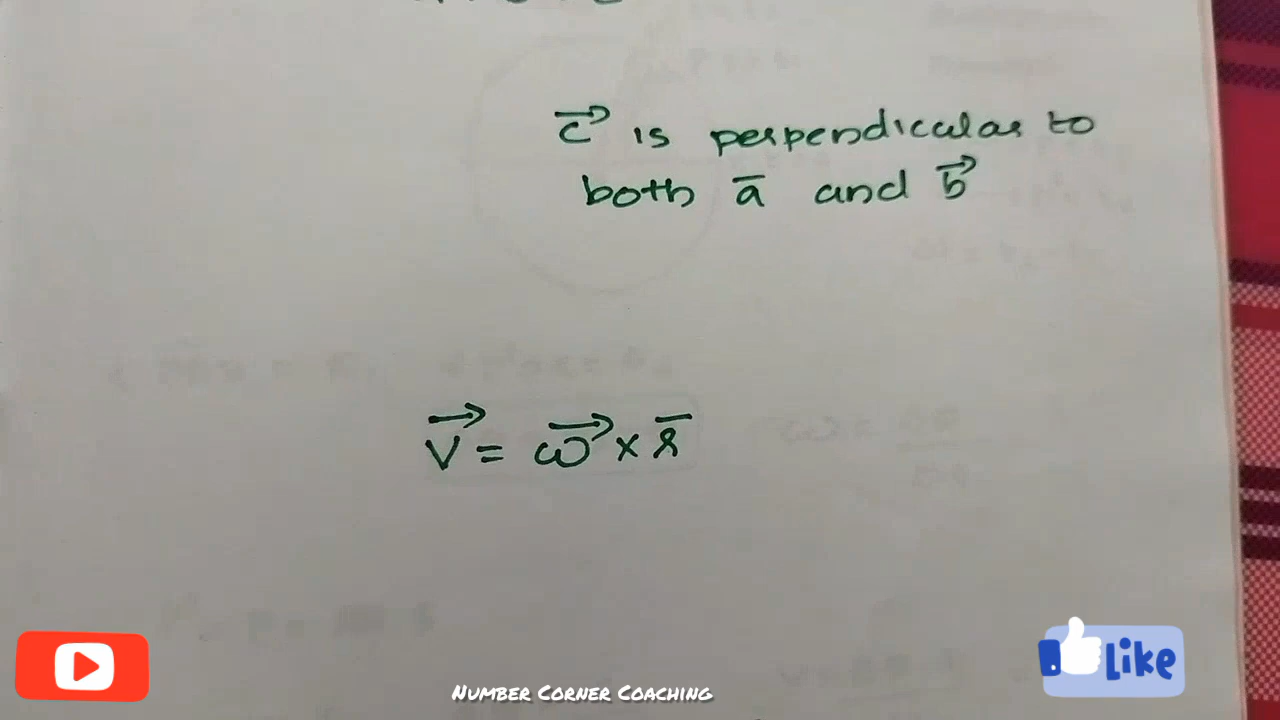 c⃗ is perpendicular to
both a̅ and b⃗
v⃗ = ω⃗ × r̅
Number Corner Coaching
Like